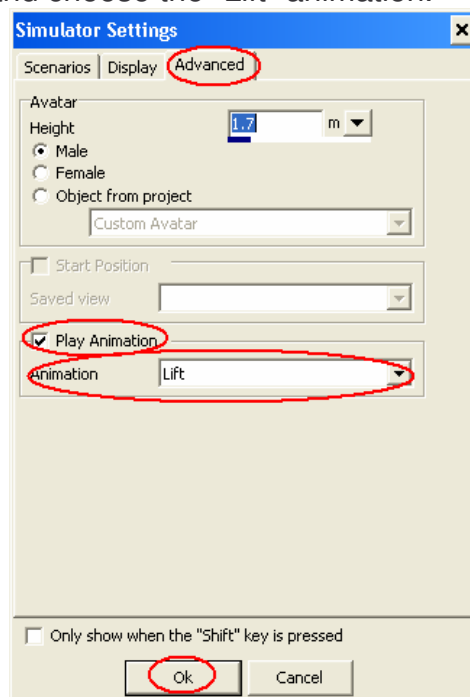 and choose the "Lift" animation.
Simulator Settings
Scenarios Display Advanced
Avatar
Height 1.7 m
Male
Female
Object from project
Custom Avatar
Start Position
Saved view
Play Animation
Animation Lift
Only show when the "Shift" key is pressed
Ok Cancel